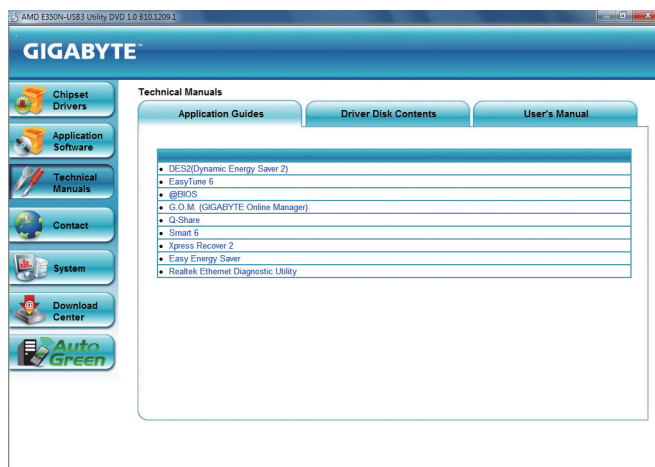 AMD E350N-USB3 Utility DVD 1.0 B10.1209.1
GIGABYTE™
Chipset
Drivers
Application
Software
Technical
Manuals
Contact
System
Download
Center
Auto
Green
Technical Manuals
Application Guides
Driver Disk Contents
User's Manual
DES2(Dynamic Energy Saver 2)
EasyTune 6
@BIOS
G.O.M. (GIGABYTE Online Manager)
Q-Share
Smart 6
Xpress Recover 2
Easy Energy Saver
Realtek Ethernet Diagnostic Utility